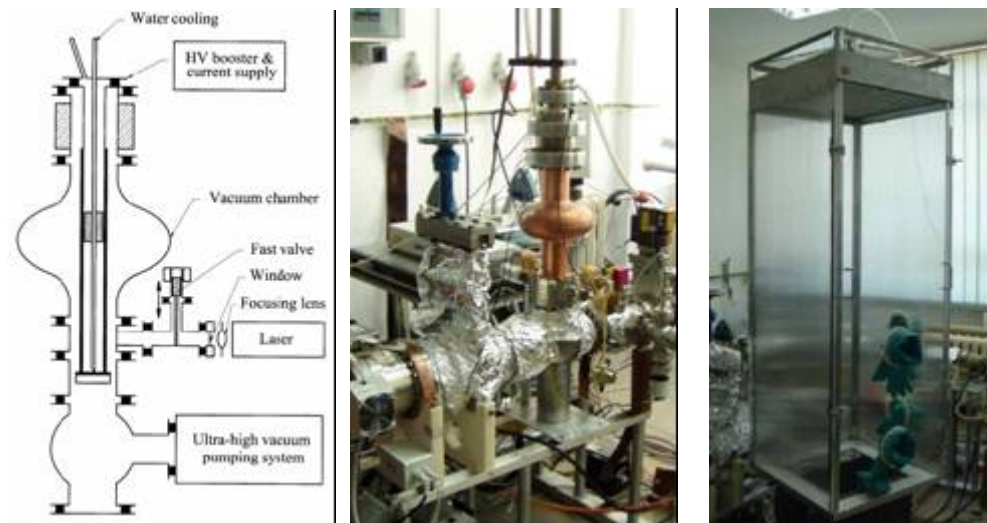 Water cooling
HV booster &
current supply
Vacuum chamber
Fast valve
Window
Focusing lens
Laser
Ultra-high vacuum
pumping system